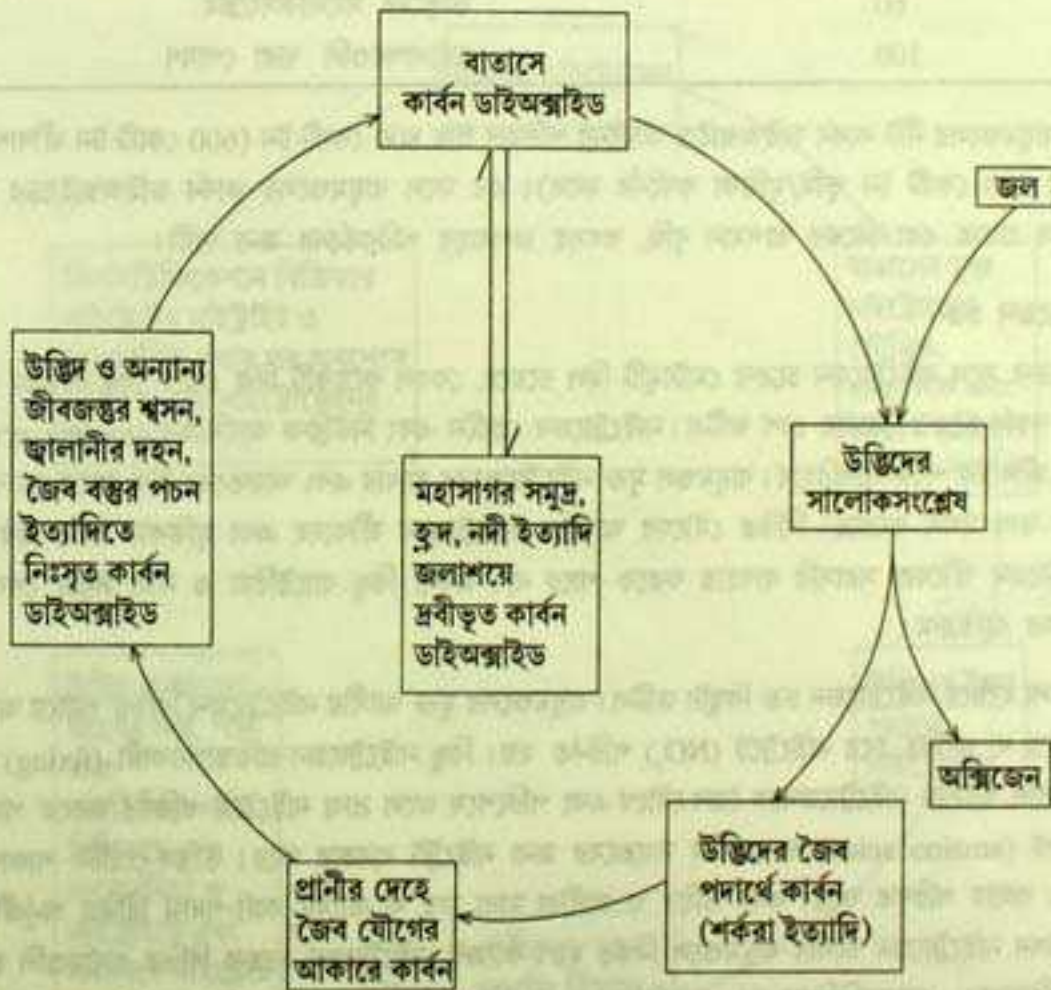 বাতাসে
কার্বন ডাইঅক্সাইড
জল
উদ্ভিদ ও অন্যান্য
জীবজন্তুর শ্বসন,
জ্বালানীর দহন,
জৈব বস্তুর পচন
ইত্যাদিতে
নিঃসৃত কার্বন
ডাইঅক্সাইড
মহাসাগর সমুদ্র,
হ্রদ, নদী ইত্যাদি
জলাশয়ে
দ্রবীভূত কার্বন
ডাইঅক্সাইড
উদ্ভিদের
সালোকসংশ্লেষ
অক্সিজেন
উদ্ভিদের জৈব
পদার্থে কার্বন
(শর্করা ইত্যাদি)
প্রানীর দেহে
জৈব যৌগের
আকারে কার্বন